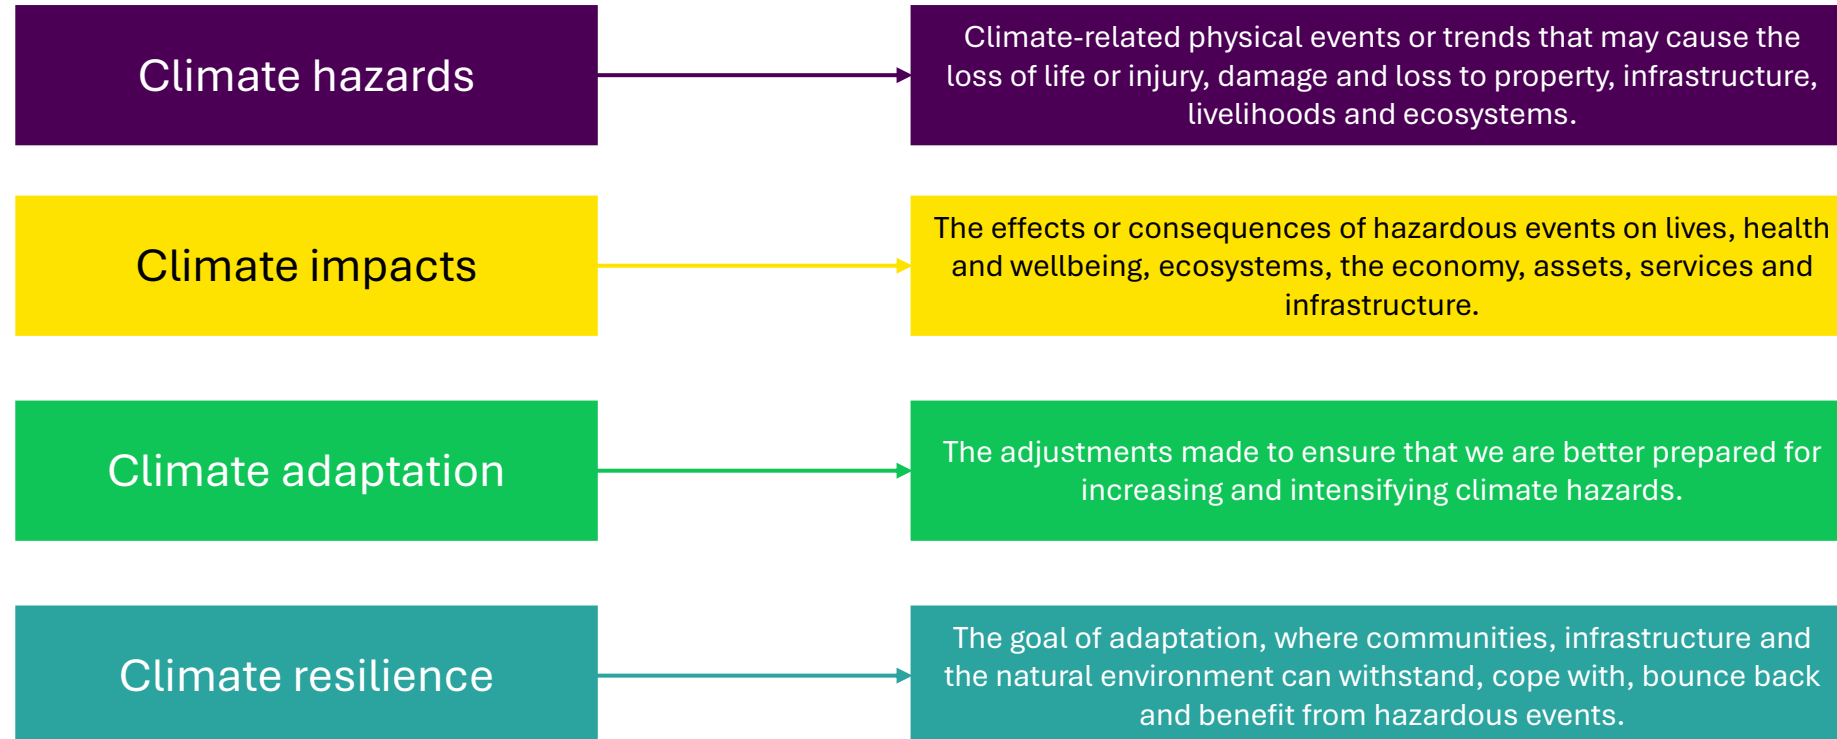 Climate hazards
Climate-related physical events or trends that may cause the
loss of life or injury, damage and loss to property, infrastructure,
livelihoods and ecosystems.
Climate impacts
The effects or consequences of hazardous events on lives, health
and wellbeing, ecosystems, the economy, assets, services and
infrastructure.
Climate adaptation
The adjustments made to ensure that we are better prepared for
increasing and intensifying climate hazards.
Climate resilience
The goal of adaptation, where communities, infrastructure and
the natural environment can withstand, cope with, bounce back
and benefit from hazardous events.